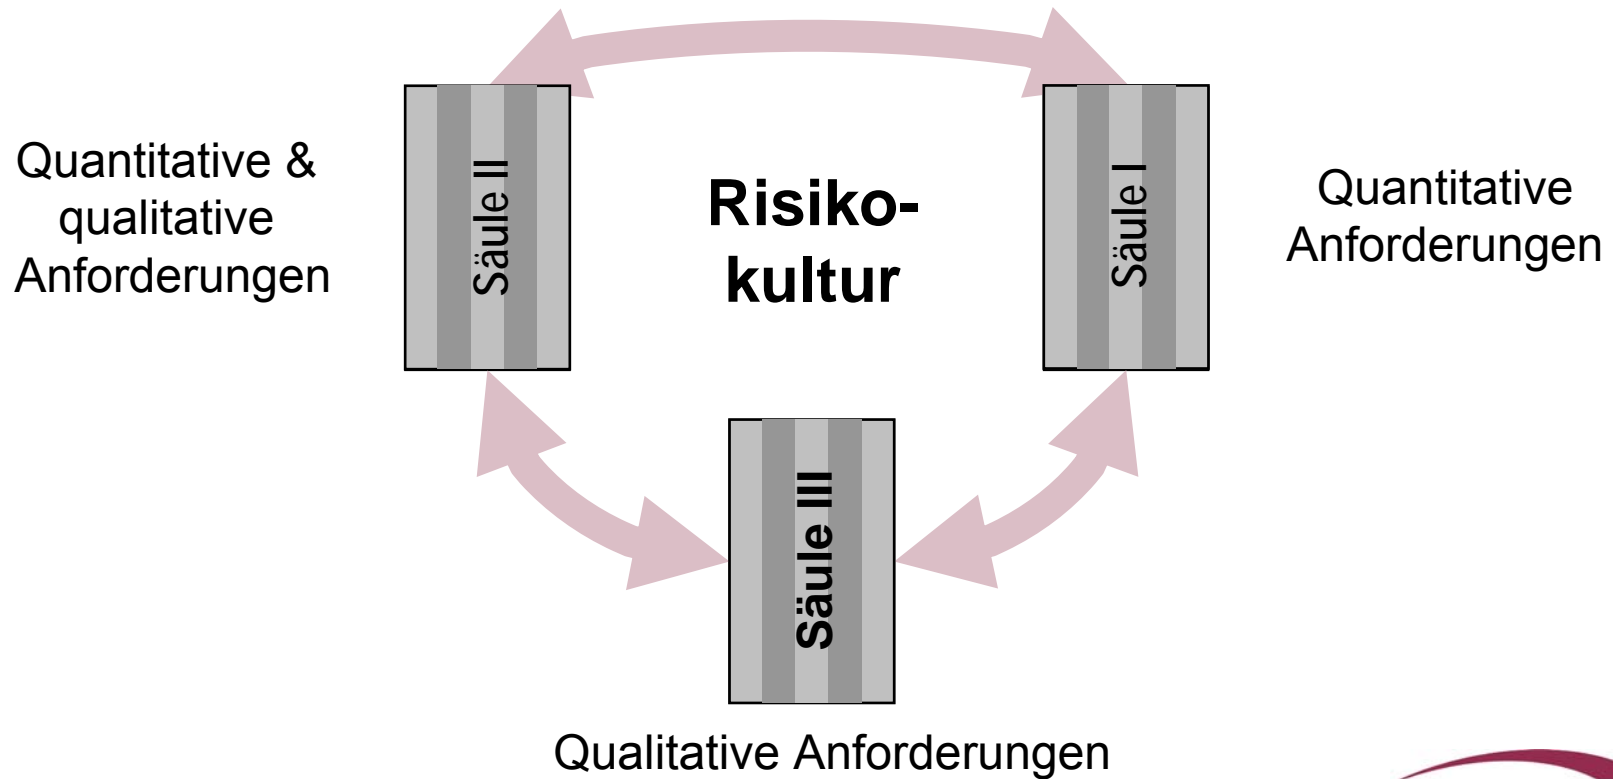 Quantitative &
qualitative
Anforderungen
Säule II
Risiko-
kultur
Säule I
Quantitative
Anforderungen
Säule III
Qualitative Anforderungen